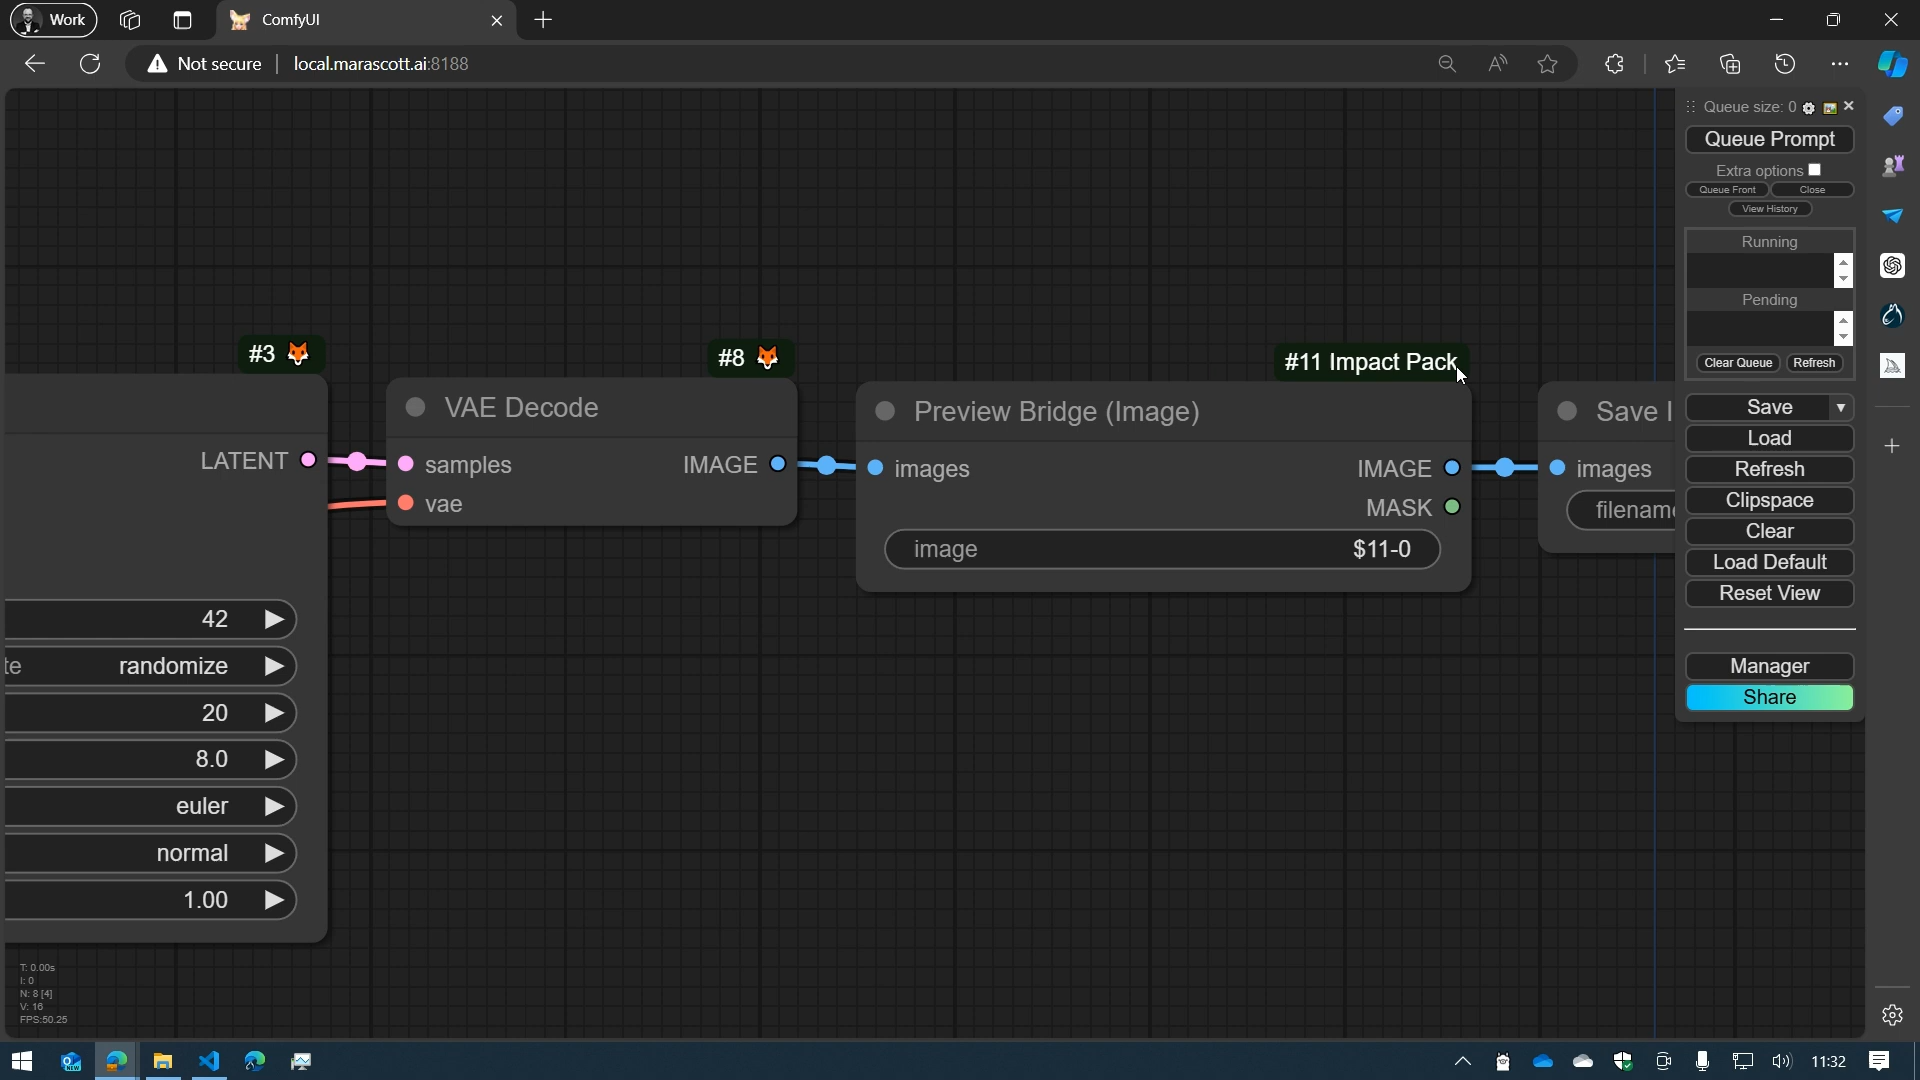 Work
ComfyUI
Not secure
local.marascott.ai:8188
Queue size: 0
Queue Prompt
Extra options
Queue Front
Close
View History
Running
Pending
Clear Queue
Refresh
Save
Load
Refresh
Clipspace
Clear
Load Default
Reset View
Manager
Share
#3
LATENT
42
te
randomize
20
8.0
euler
normal
1.00
#8
VAE Decode
samples
IMAGE
vae
#11 Impact Pack
Preview Bridge (Image)
images
IMAGE
MASK
image
$11-0
Save I
images
filename
T: 0.00s
I: 0
N: 8 [4]
V: 16
FPS:50.25
NEW
11:32